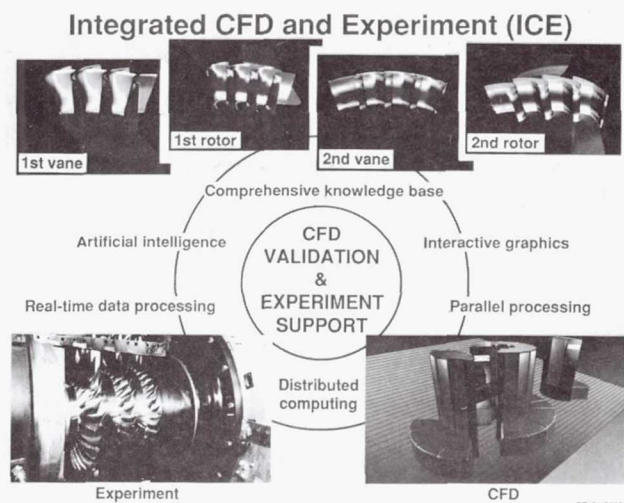 Integrated CFD and Experiment (ICE)
1st vane
1st rotor
2nd vane
2nd rotor
Comprehensive knowledge base
Artificial intelligence
Interactive graphics
CFD
VALIDATION
&
EXPERIMENT
SUPPORT
Real-time data processing
Parallel processing
Distributed
computing
Experiment
CFD